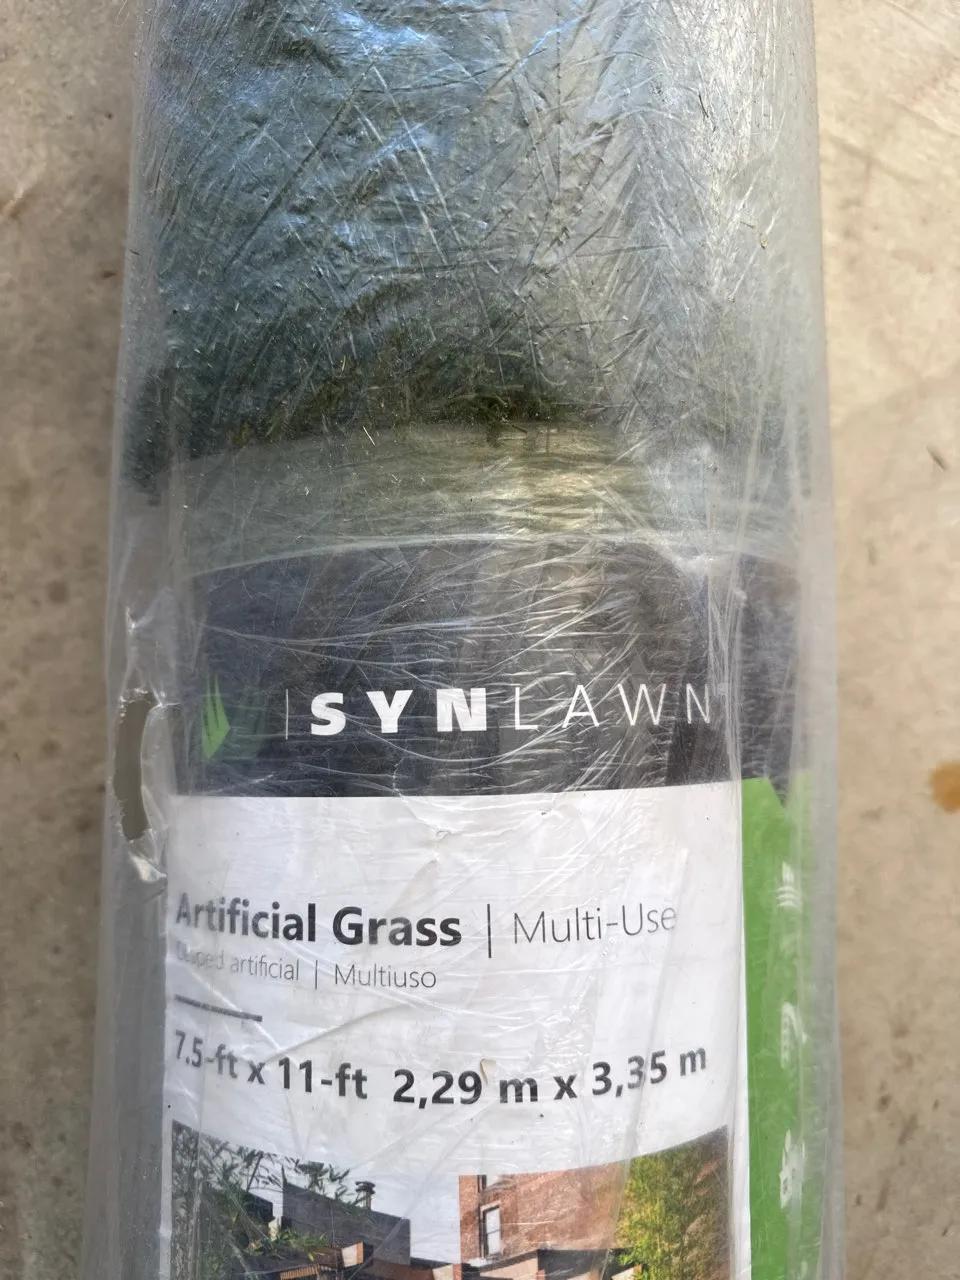 SYNLAWN
Artificial Grass | Multi-Use
artificial | Multiuso
7.5-ft x 11-ft 2,29 m x 3,35 m